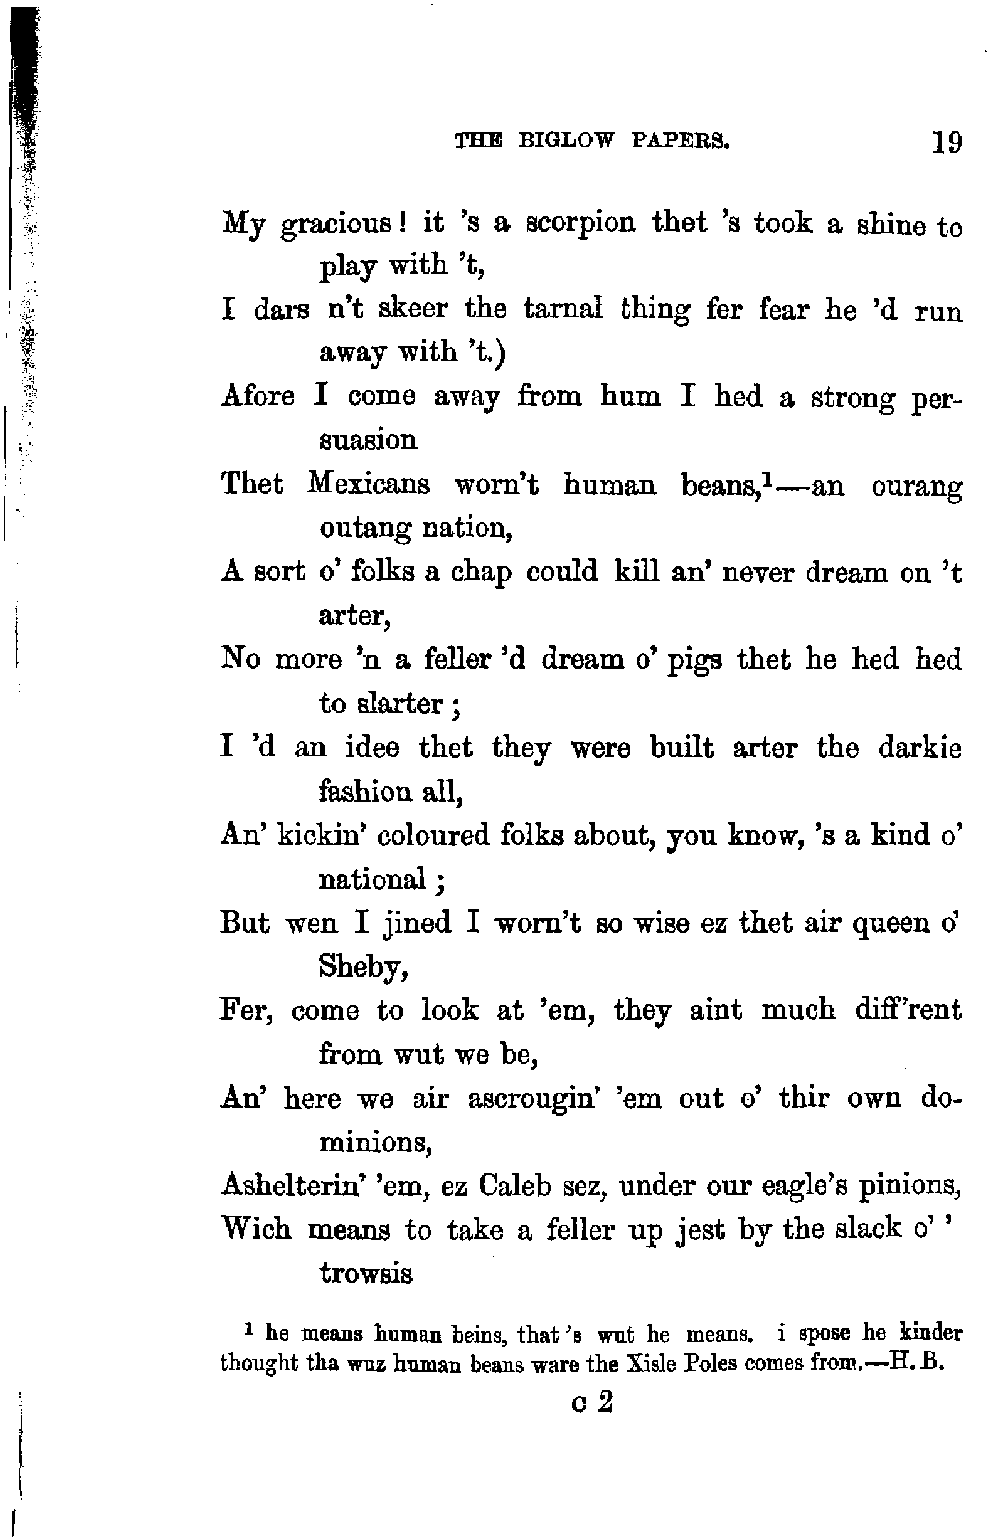 THE BIGLOW PAPERS. 19
My gracious! it 's a scorpion thet 's took a shine to
play with 't,
I dars n't skeer the tarnal thing fer fear he 'd run
away with 't.)
Afore I come away from hum I hed a strong per-
suasion
Thet Mexicans worn't human beans,¹—an ourang
outang nation,
A sort o' folks a chap could kill an' never dream on 't
arter,
No more 'n a feller 'd dream o' pigs thet he hed hed
to slarter;
I 'd an idee thet they were built arter the darkie
fashion all,
An' kickin' coloured folks about, you know, 's a kind o'
national;
But wen I jined I worn't so wise ez thet air queen o'
Sheby,
Fer, come to look at 'em, they aint much diff'rent
from wut we be,
An' here we air ascrougin' 'em out o' thir own do-
minions,
Ashelterin' 'em, ez Caleb sez, under our eagle's pinions,
Wich means to take a feller up jest by the slack o' '
trowsis
¹ he means human beins, that 's wut he means. i spose he kinder
thought tha wuz human beans ware the Xisle Poles comes from.—H. B.
C 2